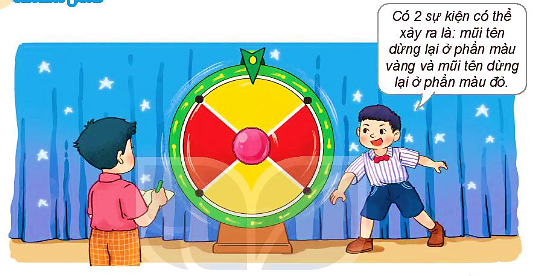 Có 2 sự kiện có thể
xảy ra là: mũi tên
dừng lại ở phần màu
vàng và mũi tên dừng
lại ở phần màu đỏ.